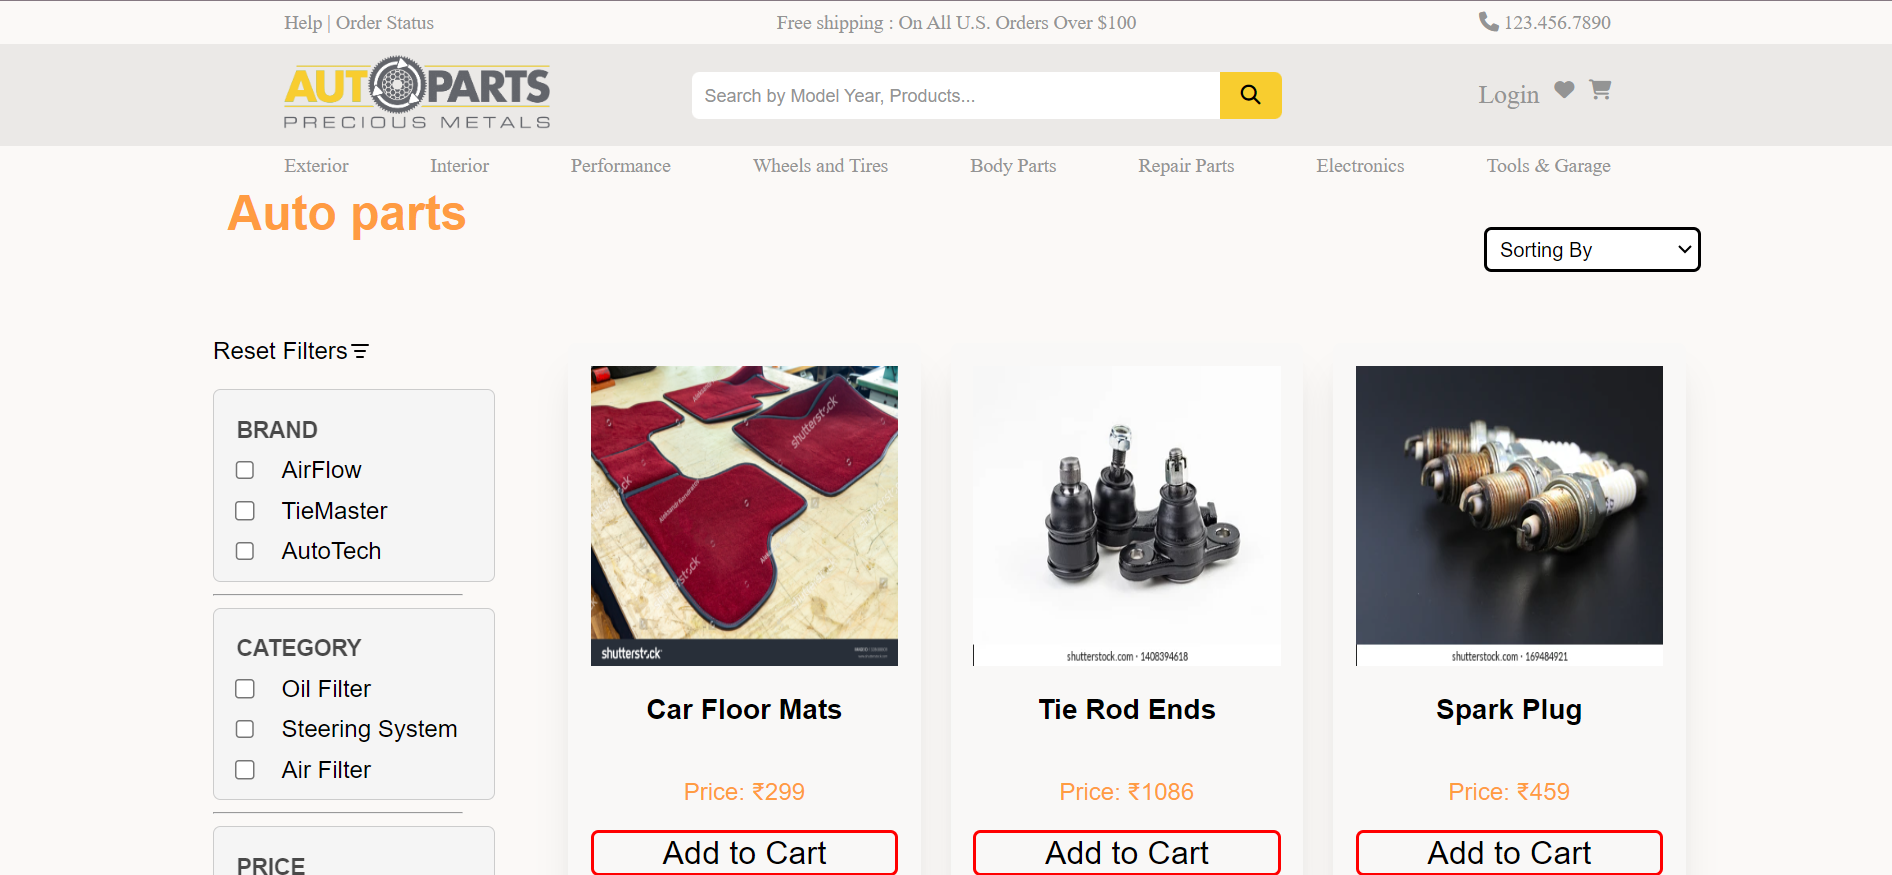 Help | Order Status
Free shipping : On All U.S. Orders Over $100
123.456.7890
AUTOPARTS
PRECIOUS METALS
Search by Model Year, Products...
Login
Exterior
Interior
Performance
Wheels and Tires
Body Parts
Repair Parts
Electronics
Tools & Garage
Auto parts
Sorting By
Reset Filters
BRAND
AirFlow
TieMaster
AutoTech
CATEGORY
Oil Filter
Steering System
Air Filter
PRICE
shutterstock
shutterstock
shutterstock
Car Floor Mats
Price: ₹299
Add to Cart
shutterstock.com · 1408394618
Tie Rod Ends
Price: ₹1086
Add to Cart
shutterstock.com · 169484921
Spark Plug
Price: ₹459
Add to Cart